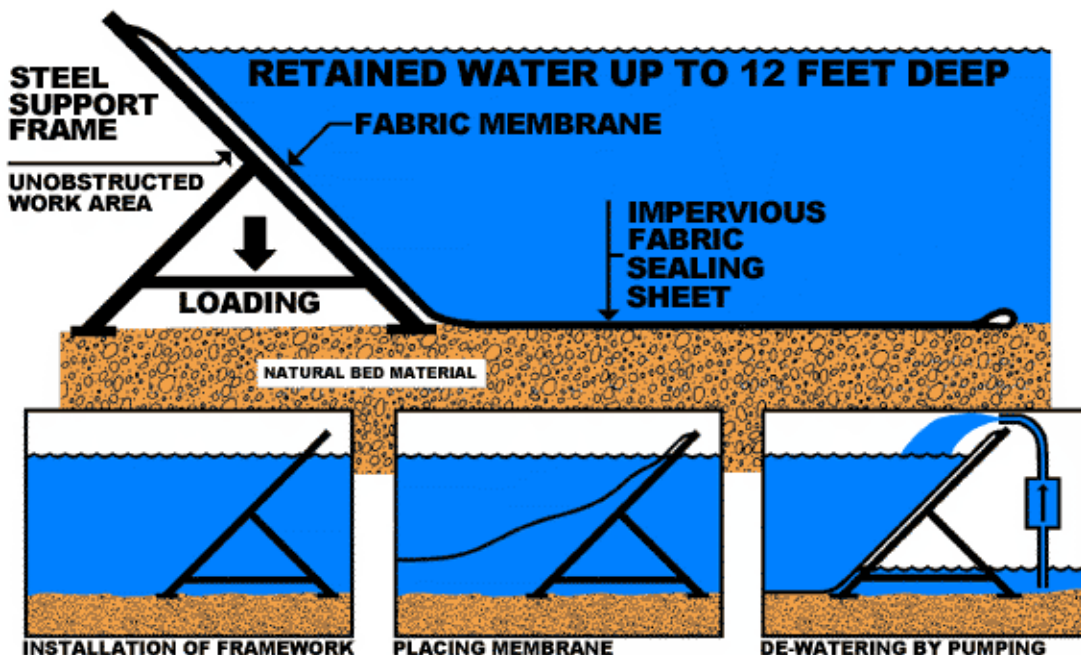 RETAINED WATER UP TO 12 FEET DEEP
STEEL
SUPPORT
FRAME
UNOBSTRUCTED
WORK AREA
FABRIC MEMBRANE
IMPERVIOUS
FABRIC
SEALING
SHEET
LOADING
NATURAL BED MATERIAL
INSTALLATION OF FRAMEWORK
PLACING MEMBRANE
DE-WATERING BY PUMPING